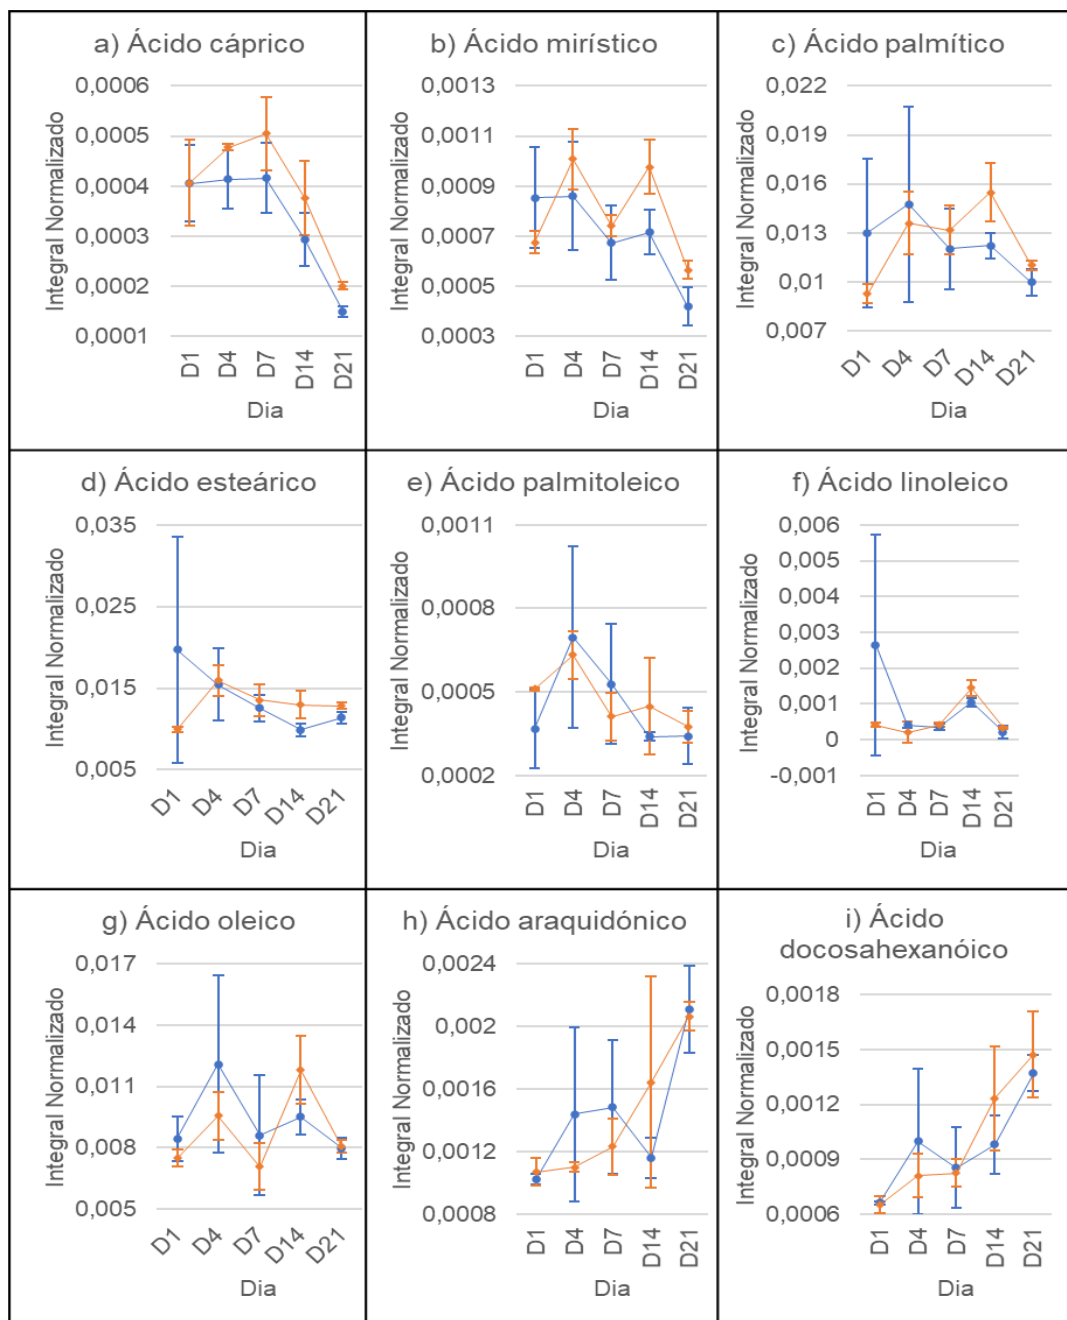 a) Ácido cáprico
Integral Normalizado
0,0006
0,0005
0,0004
0,0003
0,0002
0,0001
D1
D4
D7
D14
D21
Dia
b) Ácido mirístico
Integral Normalizado
0,0013
0,0011
0,0009
0,0007
0,0005
0,0003
D1
D4
D7
D14
D21
Dia
c) Ácido palmítico
Integral Normalizado
0,022
0,019
0,016
0,013
0,01
0,007
D1
D4
D7
D14
D21
Dia
d) Ácido esteárico
Integral Normalizado
0,035
0,025
0,015
0,005
D1
D4
D7
D14
D21
Dia
e) Ácido palmitoleico
Integral Normalizado
0,0011
0,0008
0,0005
0,0002
D1
D4
D7
D14
D21
Dia
f) Ácido linoleico
Integral Normalizado
0,006
0,005
0,004
0,003
0,002
0,001
0
-0,001
D1
D4
D7
D14
D21
Dia
g) Ácido oleico
Integral Normalizado
0,017
0,014
0,011
0,008
0,005
D1
D4
D7
D14
D21
Dia
h) Ácido araquidónico
Integral Normalizado
0,0024
0,002
0,0016
0,0012
0,0008
D1
D4
D7
D14
D21
Dia
i) Ácido
docosahexanóico
Integral Normalizado
0,0018
0,0015
0,0012
0,0009
0,0006
D1
D4
D7
D14
D21
Dia